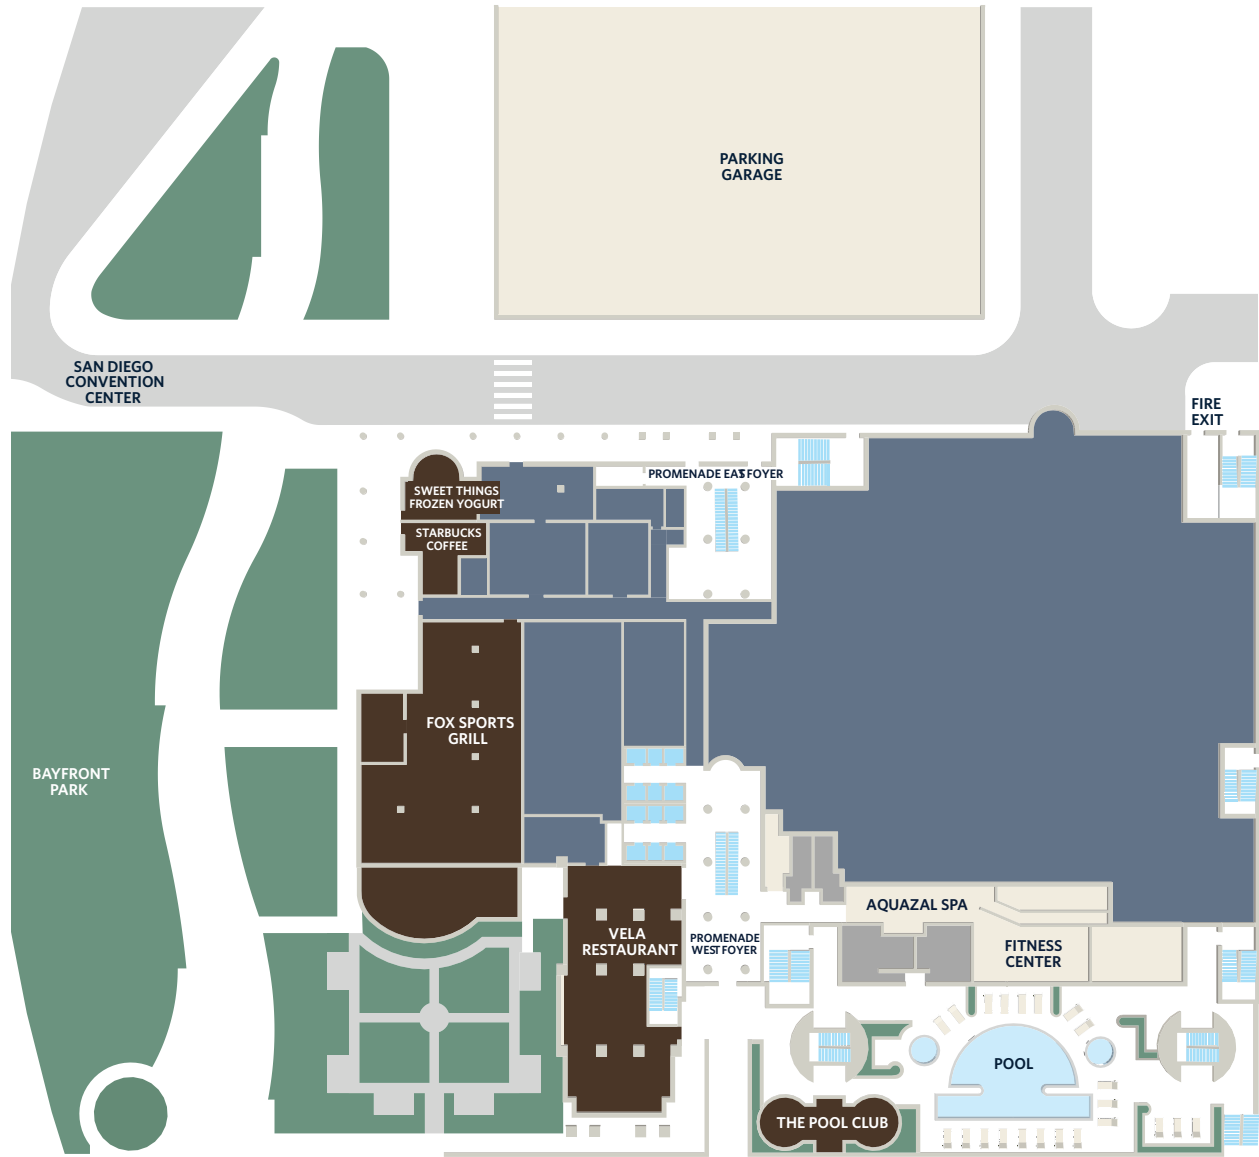 PARKING
GARAGE
SAN DIEGO
CONVENTION
CENTER
FIRE
EXIT
PROMENADE EAST FOYER
SWEET THINGS
FROZEN YOGURT
STARBUCKS
COFFEE
FOX SPORTS
GRILL
BAYFRONT
PARK
AQUAZAL SPA
VELA
RESTAURANT
PROMENADE
WEST FOYER
FITNESS
CENTER
POOL
THE POOL CLUB